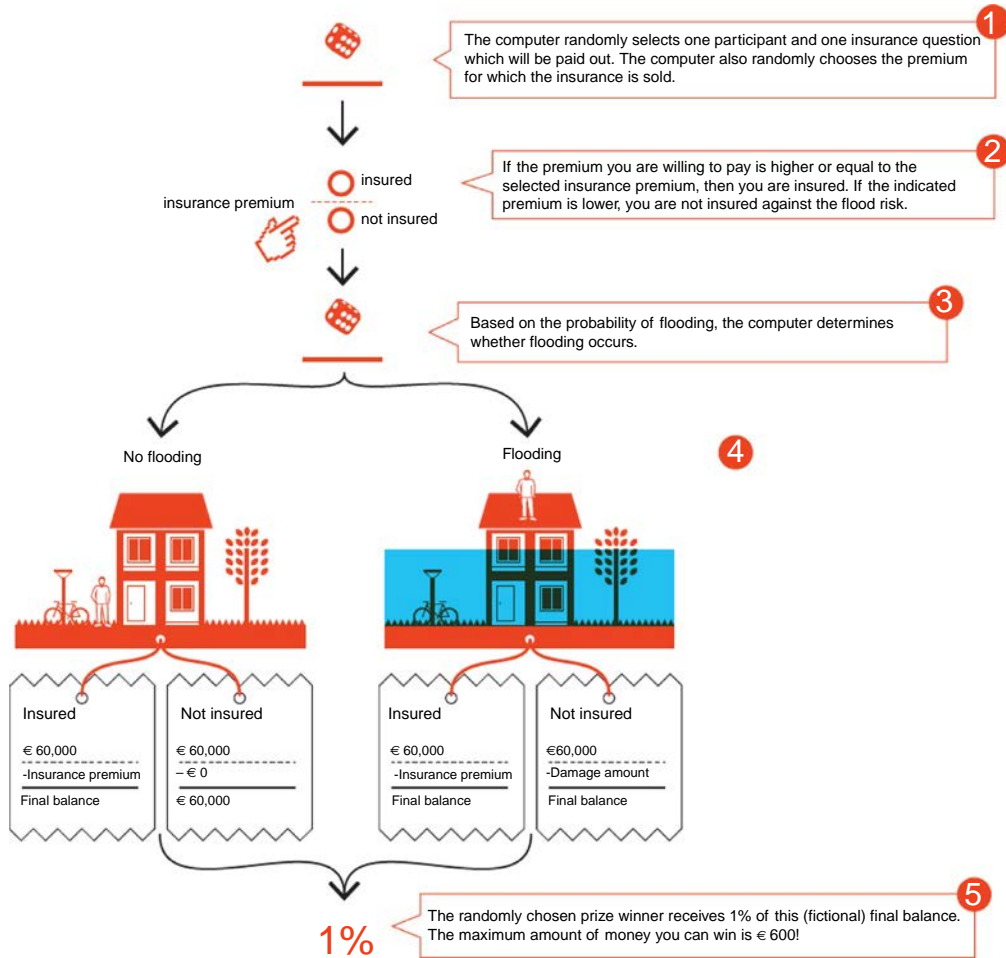 1
The computer randomly selects one participant and one insurance question
which will be paid out. The computer also randomly chooses the premium
for which the insurance is sold.
2
If the premium you are willing to pay is higher or equal to the
selected insurance premium, then you are insured. If the indicated
premium is lower, you are not insured against the flood risk.
insured
insurance premium
not insured
3
Based on the probability of flooding, the computer determines
whether flooding occurs.
4
No flooding
Flooding
Insured
€ 60,000
-Insurance premium
Final balance
Not insured
€ 60,000
– € 0
€ 60,000
Insured
€ 60,000
-Insurance premium
Final balance
Not insured
€60,000
-Damage amount
Final balance
1%
5
The randomly chosen prize winner receives 1% of this (fictional) final balance.
The maximum amount of money you can win is € 600!